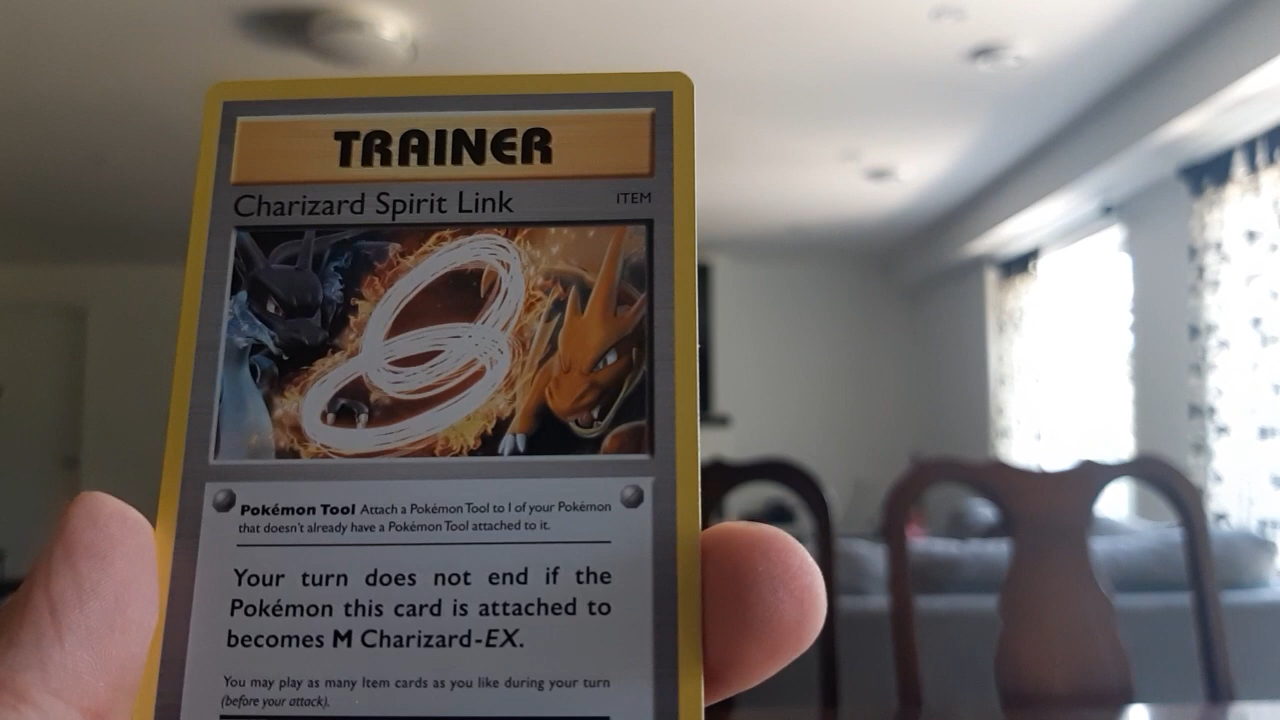 TRAINER
Charizard Spirit Link ITEM
Pokémon Tool Attach a Pokémon Tool to 1 of your Pokémon
that doesn't already have a Pokémon Tool attached to it.
Your turn does not end if the
Pokémon this card is attached to
becomes M Charizard-EX.
You may play as many Item cards as you like during your turn
(before your attack).